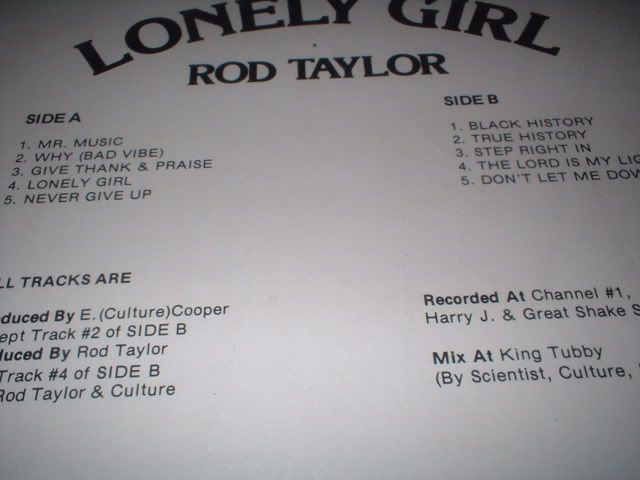 LONELY GIRL
ROD TAYLOR
SIDE A
1. MR. MUSIC
2. WHY (BAD VIBE)
3. GIVE THANK & PRAISE
4. LONELY GIRL
5. NEVER GIVE UP
SIDE B
1. BLACK HISTORY
2. TRUE HISTORY
3. STEP RIGHT IN
4. THE LORD IS MY LIG
5. DON'T LET ME DOW
LL TRACKS ARE
duced By E.(Culture)Cooper
ept Track #2 of SIDE B
duced By Rod Taylor
Track #4 of SIDE B
Rod Taylor & Culture
Recorded At Channel #1,
Harry J. & Great Shake S
Mix At King Tubby
(By Scientist, Culture,